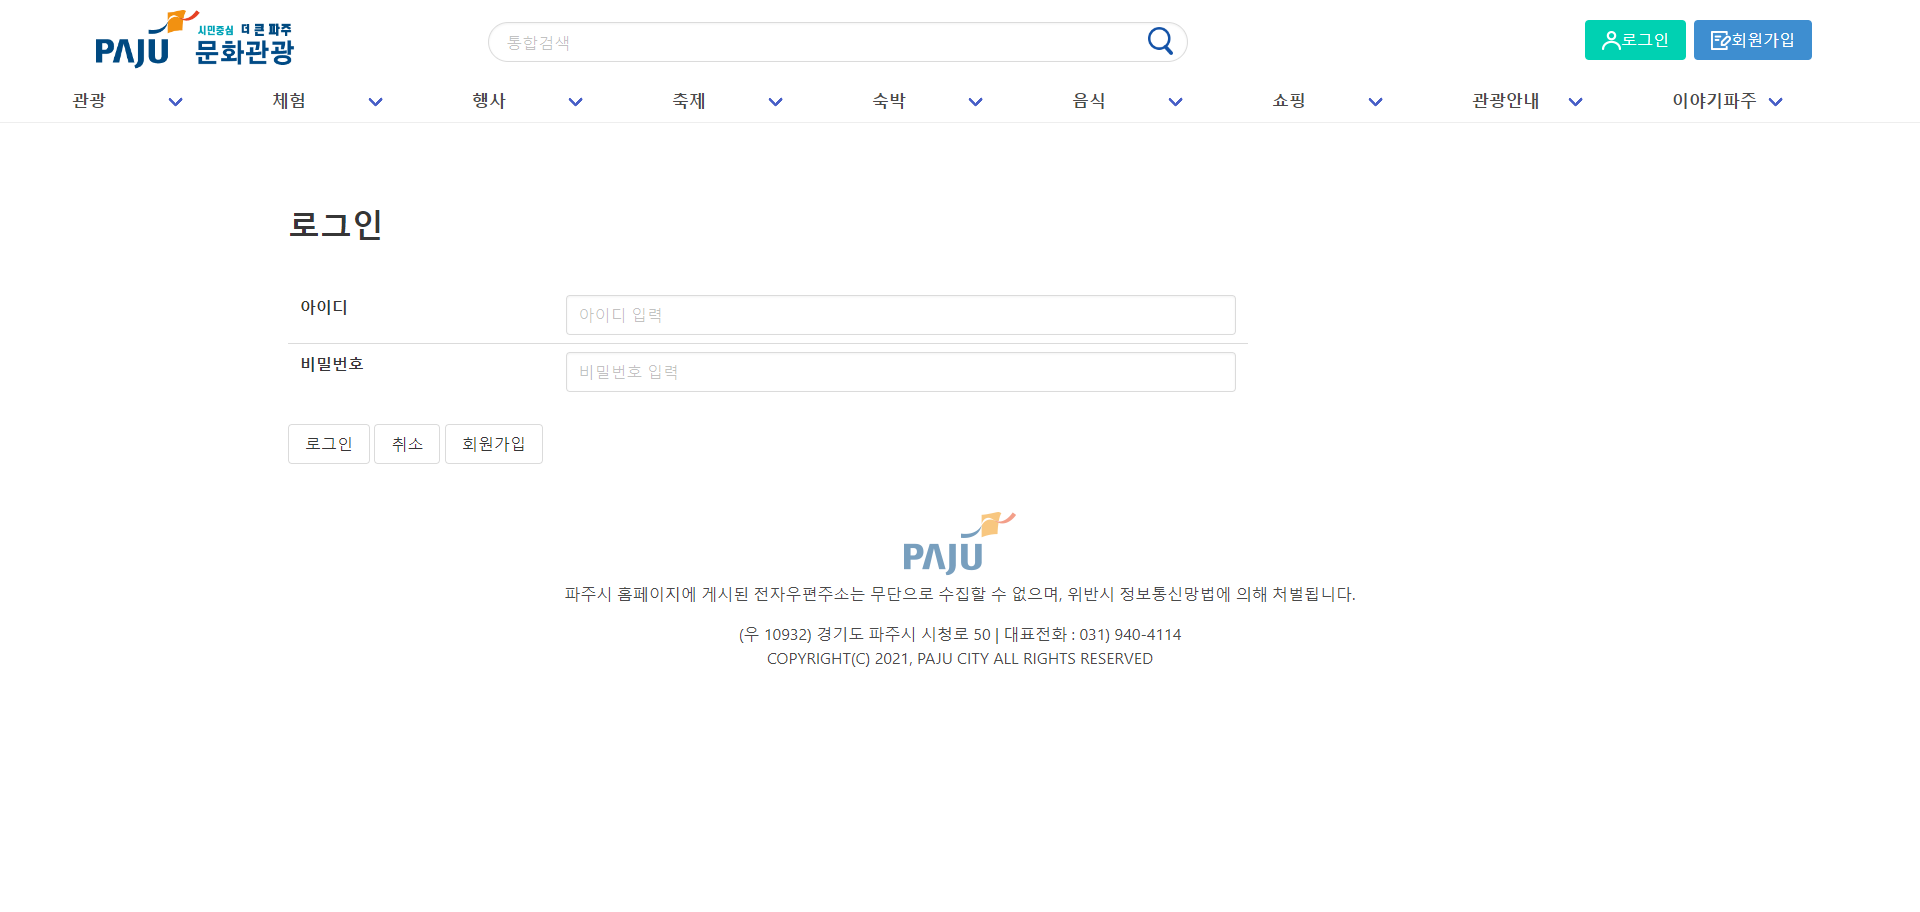 PAJU 시민중심 더 큰 파주
문화관광
통합검색
로그인 회원가입
관광 체험 행사 축제 숙박 음식 쇼핑 관광안내 이야기파주
로그인
아이디 아이디 입력
비밀번호 비밀번호 입력
로그인 취소 회원가입
PAJU
파주시 홈페이지에 게시된 전자우편주소는 무단으로 수집할 수 없으며, 위반시 정보통신망법에 의해 처벌됩니다.
(우 10932) 경기도 파주시 시청로 50 | 대표전화 : 031) 940-4114
COPYRIGHT(C) 2021, PAJU CITY ALL RIGHTS RESERVED